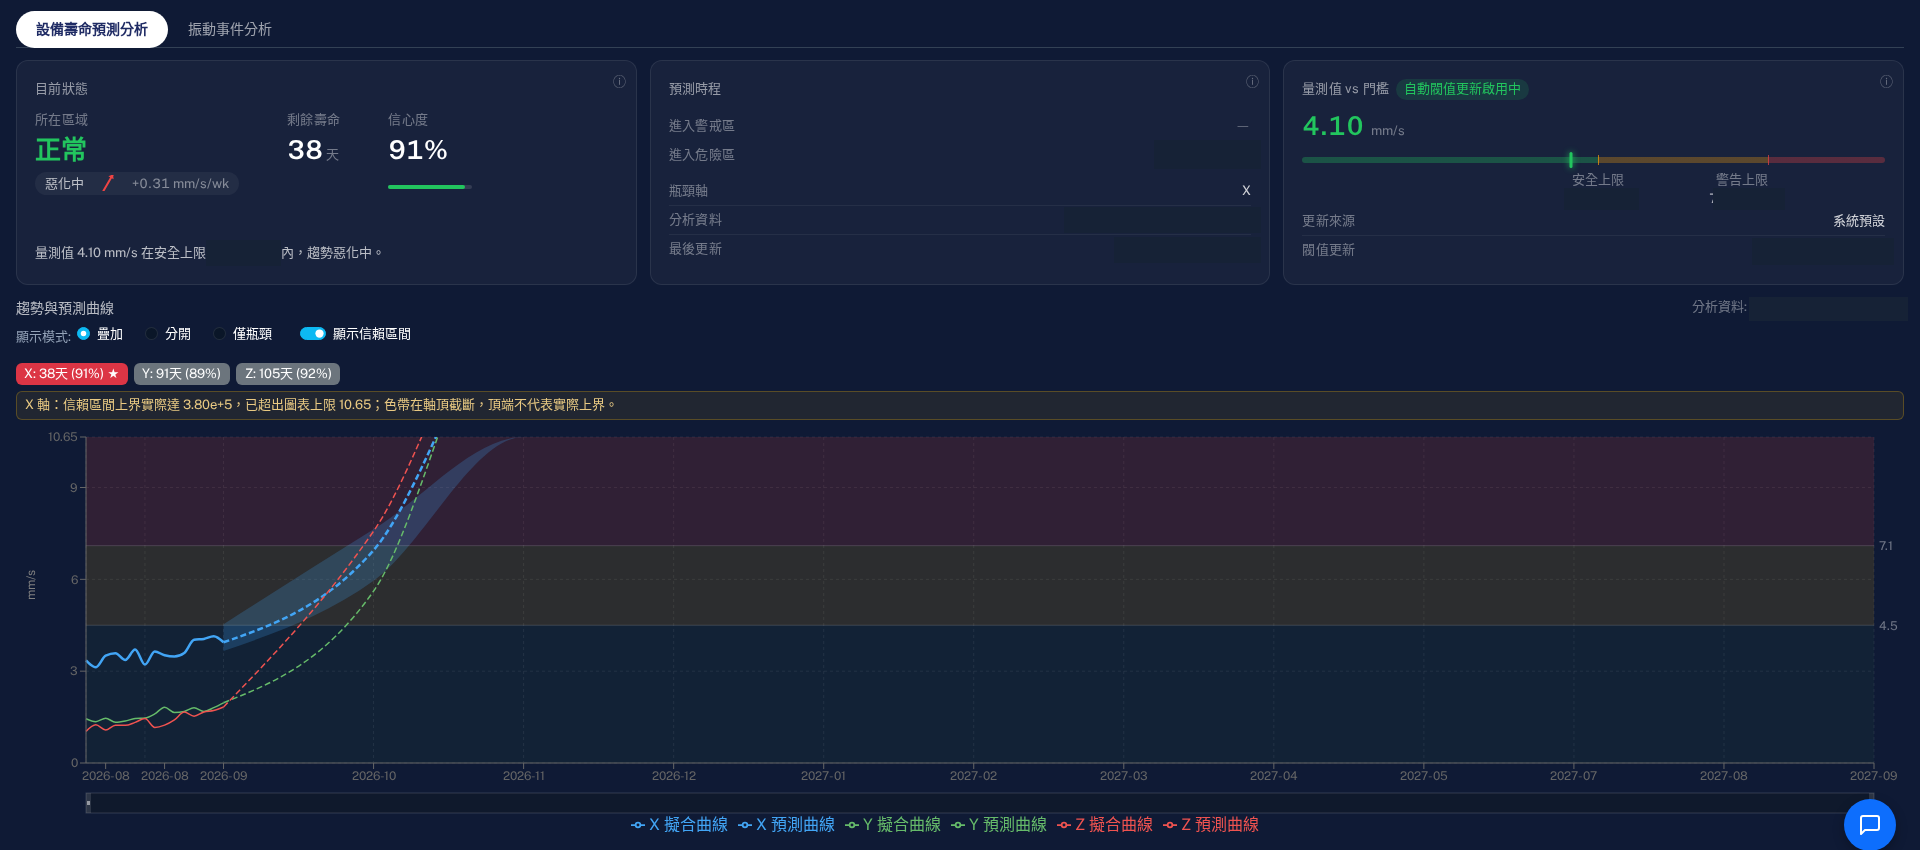 設備壽命預測分析 振動事件分析
目前狀態
所在區域 剩餘壽命 信心度
正常 38 天 91%
惡化中 +0.31 mm/s/wk
量測值 4.10 mm/s 在安全上限 內，趨勢惡化中。
預測時程
進入警戒區 —
進入危險區
瓶頸軸 X
分析資料
最後更新
量測值 vs 門檻 自動閥值更新啟用中
4.10 mm/s
安全上限 警告上限
更新來源 系統預設
閥值更新
趨勢與預測曲線
分析資料:
顯示模式: 疊加 分開 僅瓶頸 顯示信賴區間
X: 38天 (91%) ★ Y: 91天 (89%) Z: 105天 (92%)
X 軸：信賴區間上界實際達 3.80e+5，已超出圖表上限 10.65；色帶在軸頂截斷，頂端不代表實際上界。
10.65
9
7.1
6
4.5
3
0
mm/s
2026-08 2026-08 2026-09 2026-10 2026-11 2026-12 2027-01 2027-02 2027-03 2027-04 2027-05 2027-07 2027-08 2027-09
X 擬合曲線 X 預測曲線 Y 擬合曲線 Y 預測曲線 Z 擬合曲線 Z 預測曲線